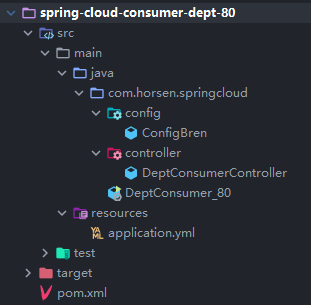 spring-cloud-consumer-dept-80
src
main
java
com.horsen.springcloud
config
ConfigBren
controller
DeptConsumerController
DeptConsumer_80
resources
application.yml
test
target
pom.xml